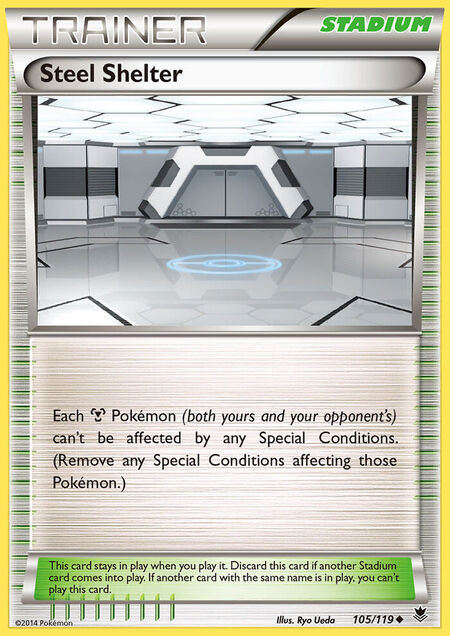 TRAINER
STADIUM
Steel Shelter
Each Pokémon (both yours and your opponent's)
can't be affected by any Special Conditions.
(Remove any Special Conditions affecting those
Pokémon.)
This card stays in play when you play it. Discard this card if another Stadium
card comes into play. If another card with the same name is in play, you can't
play this card.
©2014 Pokémon
Illus. Ryo Ueda
105/119